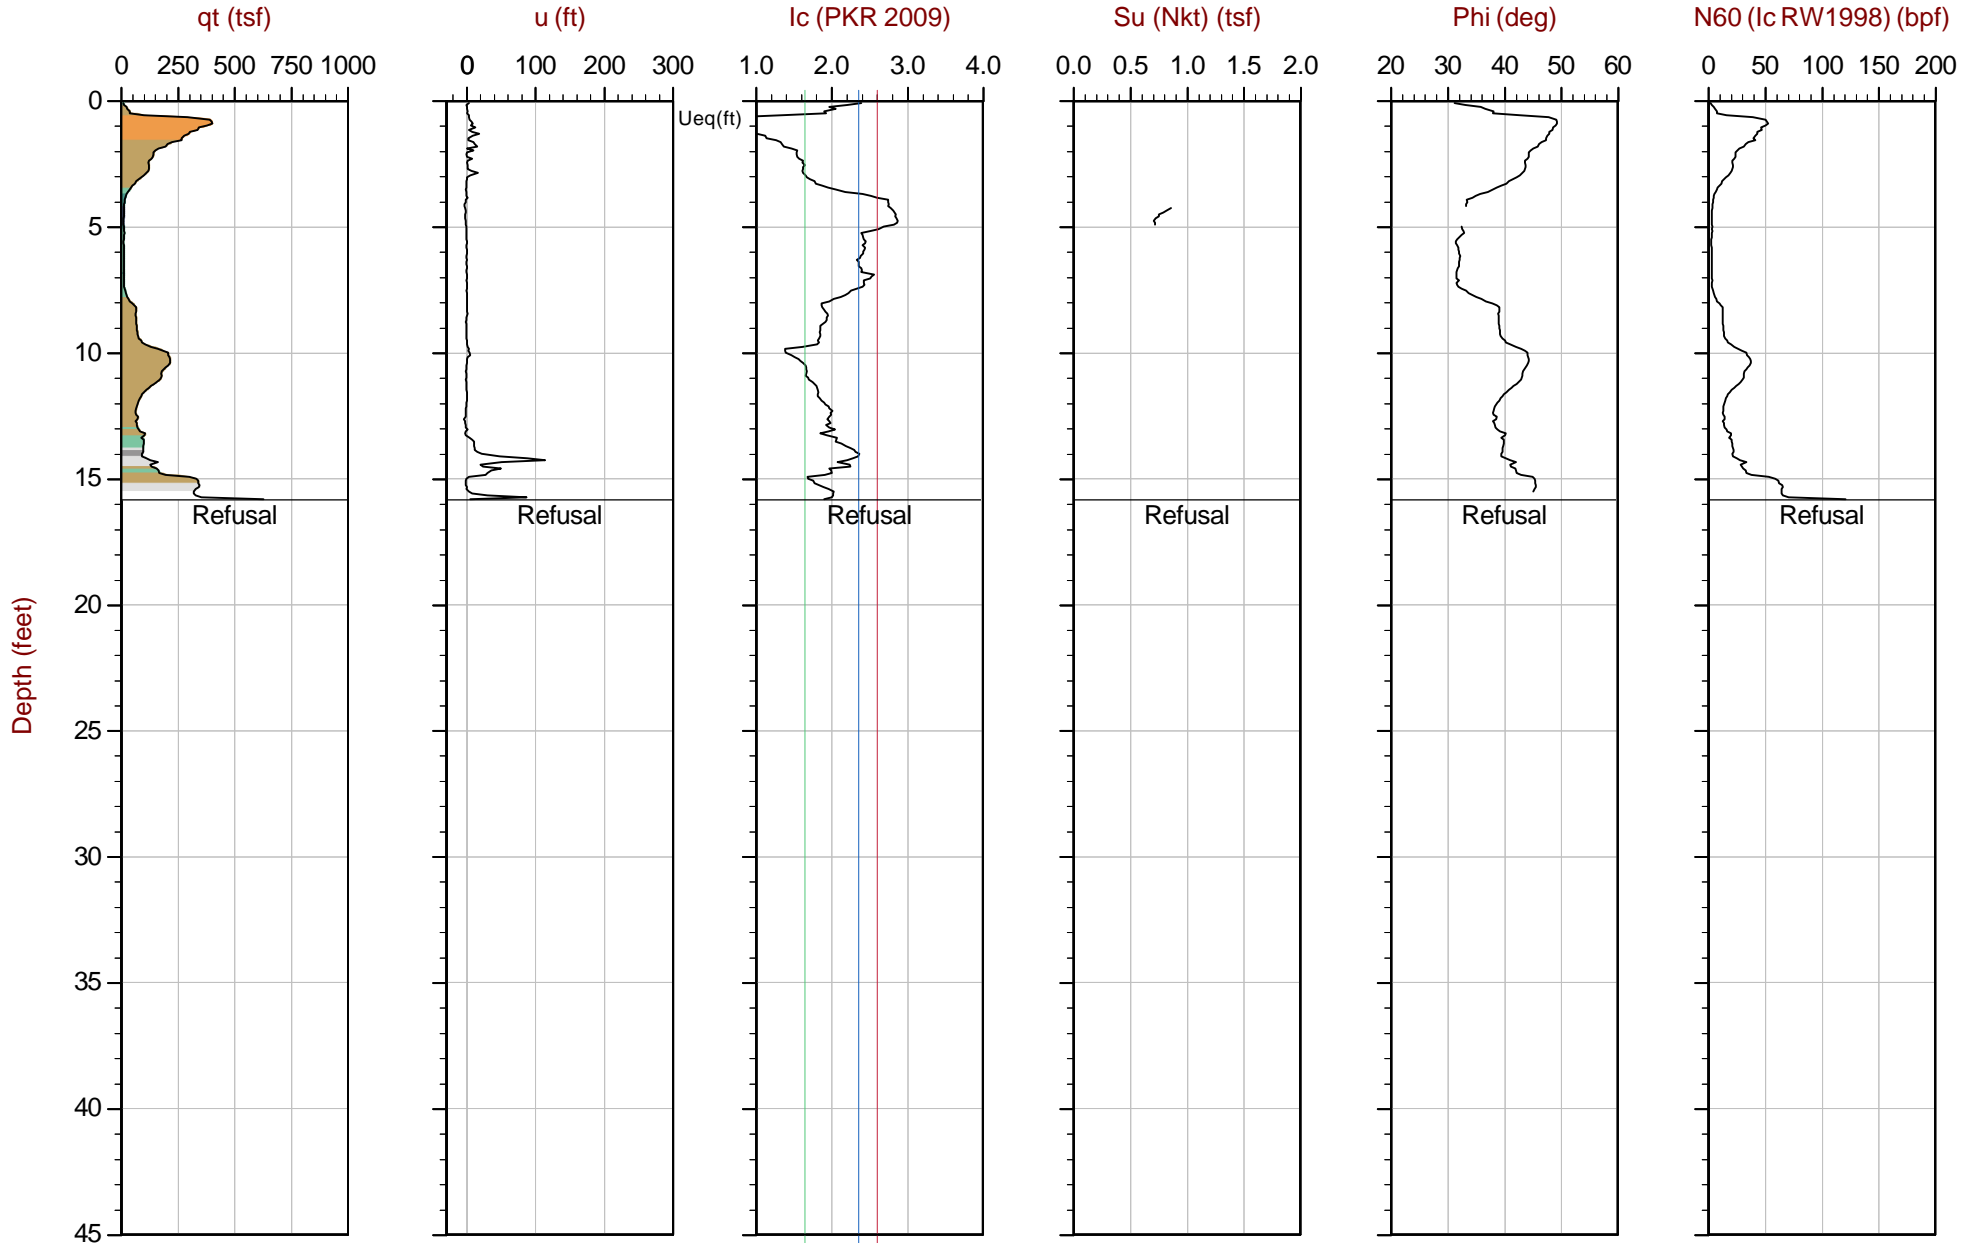 qt (tsf) u (ft) Ic (PKR 2009) Su (Nkt) (tsf) Phi (deg) N60 (Ic RW1998) (bpf)
0 250 500 750 1000 0 100 200 300 1.0 2.0 3.0 4.0 0.0 0.5 1.0 1.5 2.0 20 30 40 50 60 0 50 100 150 200
0
Ueq(ft)
5
10
15
Refusal Refusal Refusal Refusal Refusal Refusal
20
Depth (feet)
25
30
35
40
45